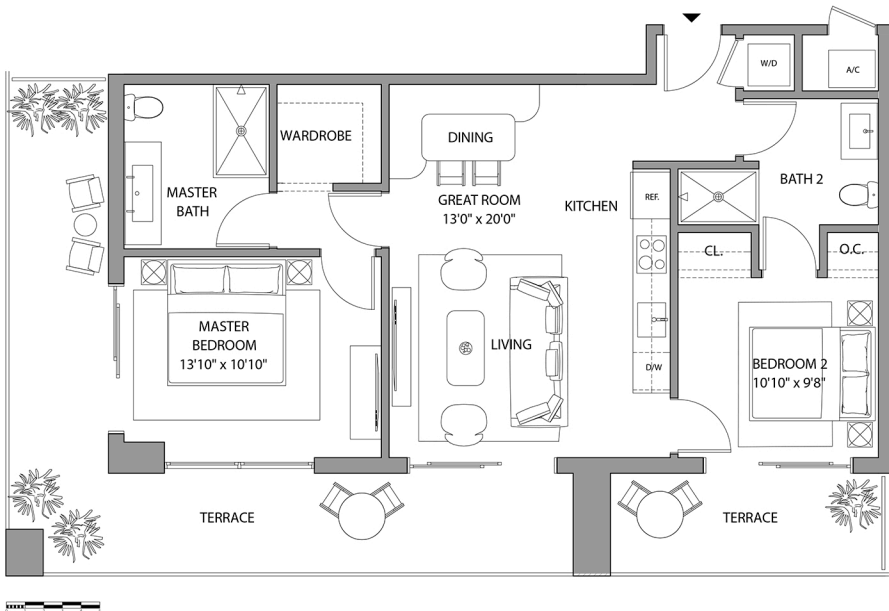 W/D
A/C
WARDROBE
DINING
MASTER
BATH
GREAT ROOM
13'0" x 20'0"
KITCHEN
REF.
BATH 2
CL.
O.C.
MASTER
BEDROOM
13'10" x 10'10"
LIVING
D/W
BEDROOM 2
10'10" x 9'8"
TERRACE
TERRACE